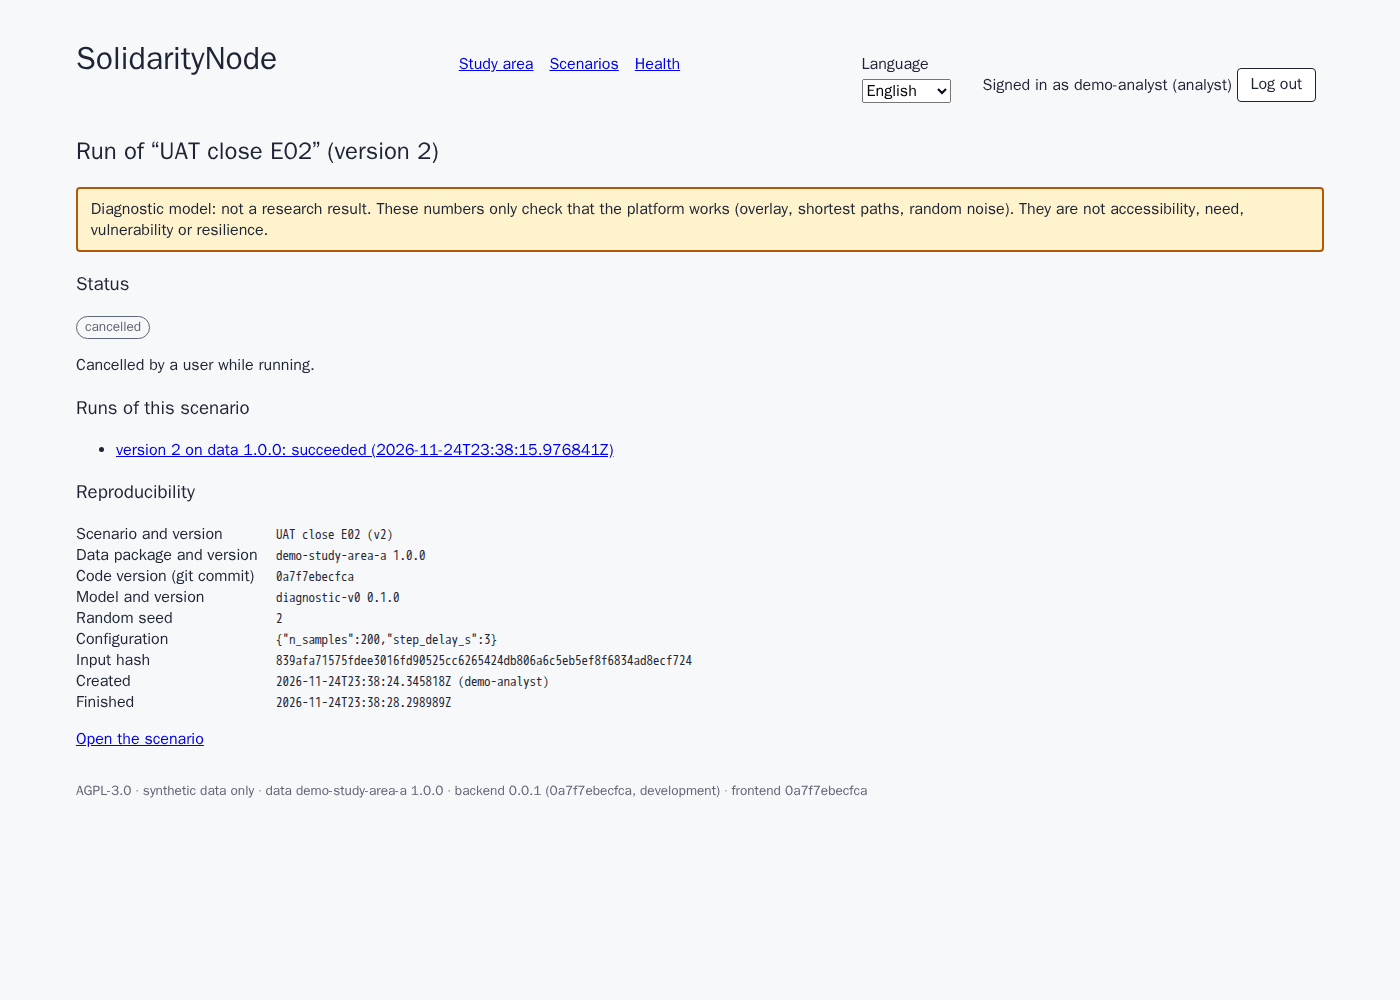 SolidarityNode
Study area Scenarios Health
Language
English
Signed in as demo-analyst (analyst) Log out
Run of “UAT close E02” (version 2)
Diagnostic model: not a research result. These numbers only check that the platform works (overlay, shortest paths, random noise). They are not accessibility, need,
vulnerability or resilience.
Status
cancelled
Cancelled by a user while running.
Runs of this scenario
version 2 on data 1.0.0: succeeded (2026-11-24T23:38:15.976841Z)
Reproducibility
Scenario and version UAT close E02 (v2)
Data package and version demo-study-area-a 1.0.0
Code version (git commit) 0a7f7ebecfca
Model and version diagnostic-v0 0.1.0
Random seed 2
Configuration {"n_samples":200,"step_delay_s":3}
Input hash 839afa71575fdee3016fd90525cc6265424db806a6c5eb5ef8f6834ad8ecf724
Created 2026-11-24T23:38:24.345818Z (demo-analyst)
Finished 2026-11-24T23:38:28.298989Z
Open the scenario
AGPL-3.0 · synthetic data only · data demo-study-area-a 1.0.0 · backend 0.0.1 (0a7f7ebecfca, development) · frontend 0a7f7ebecfca